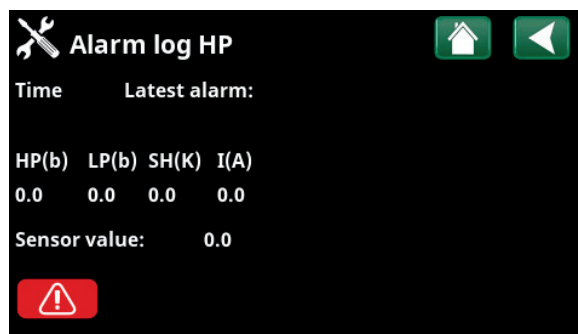 Alarm log HP
Time Latest alarm:
HP(b) LP(b) SH(K) I(A)
0.0 0.0 0.0 0.0
Sensor value: 0.0